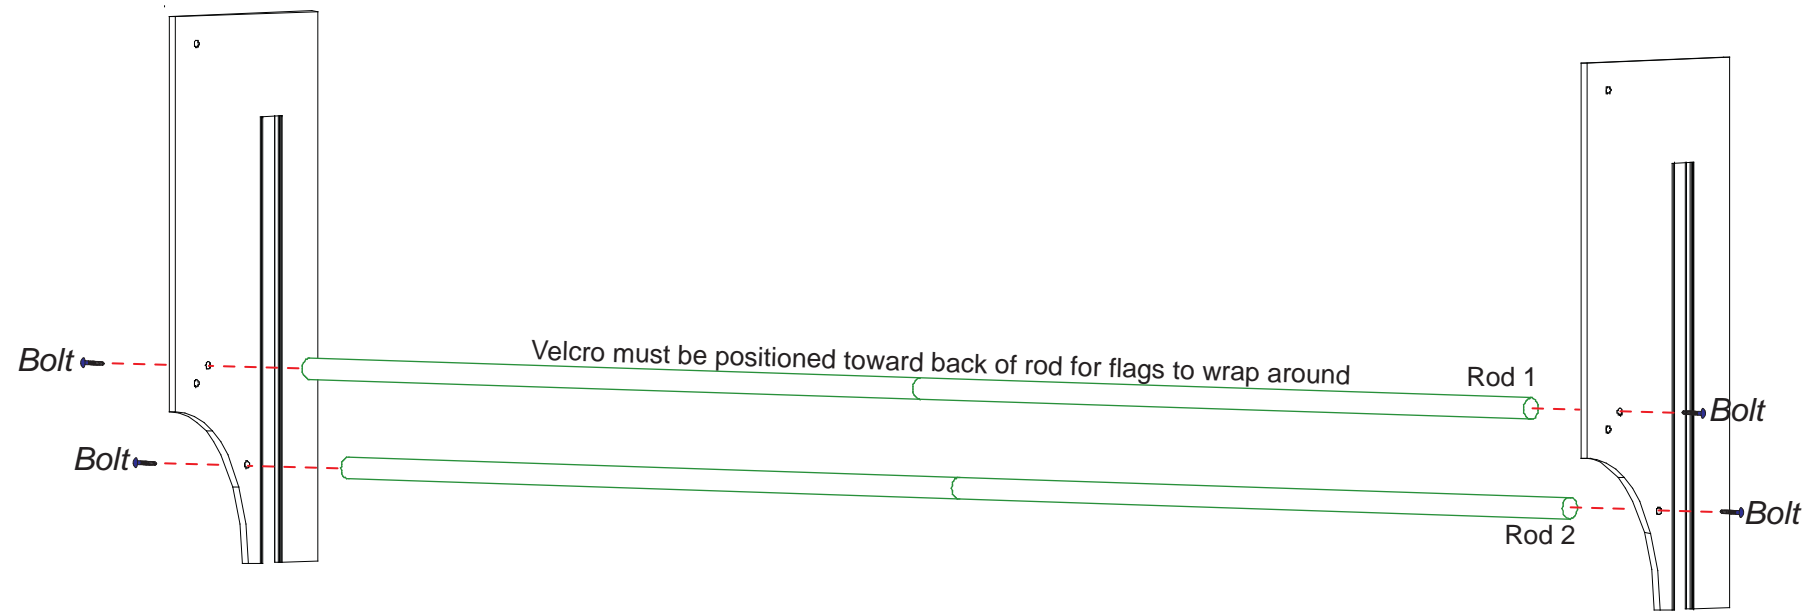 Velcro must be positioned toward back of rod for flags to wrap around
Rod 1
Bolt
Bolt
Bolt
Rod 2
Bolt